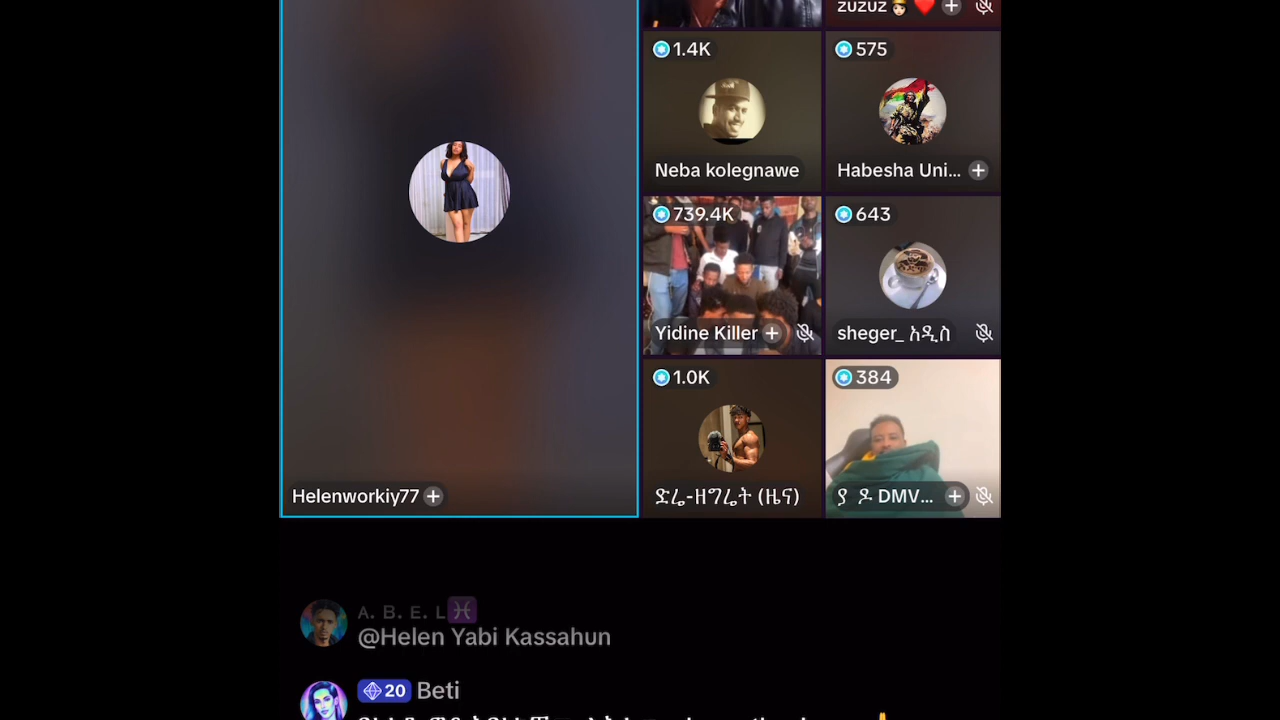 zuzuz
1.4K
575
Neba kolegnawe
Habesha Uni...
739.4K
643
Yidine Killer
sheger_ አዲስ
1.0K
384
Helenworkiy77
ድሬ-ዘግሬት (ዜና)
ያ ዶ DMV...
A. B. E. L
@Helen Yabi Kassahun
20 Beti